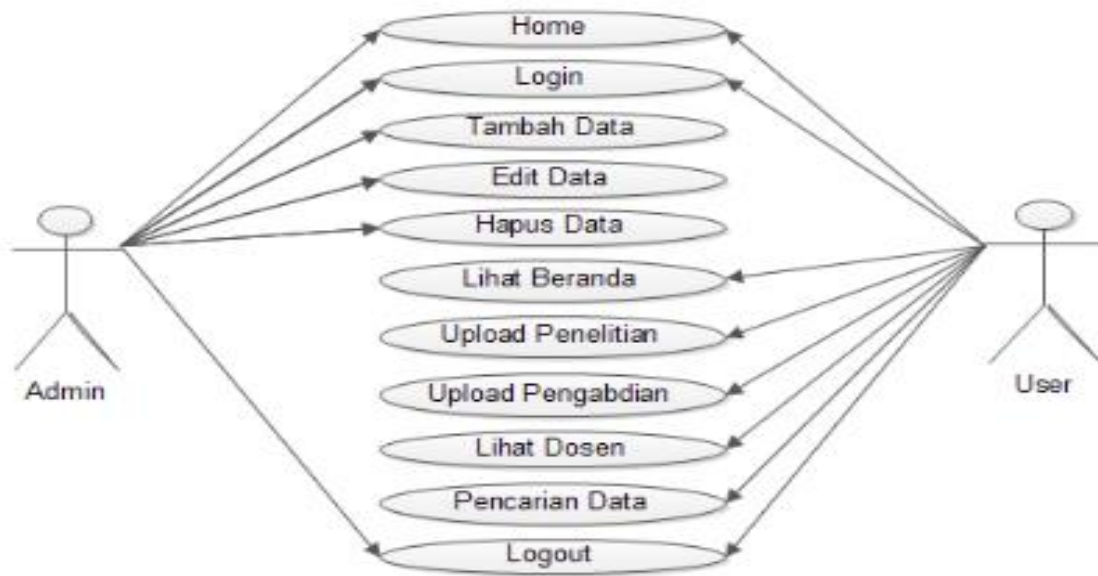 Home
Login
Tambah Data
Edit Data
Hapus Data
Lihat Beranda
Upload Penelitian
Upload Pengabdian
Lihat Dosen
Pencarian Data
Logout
Admin
User